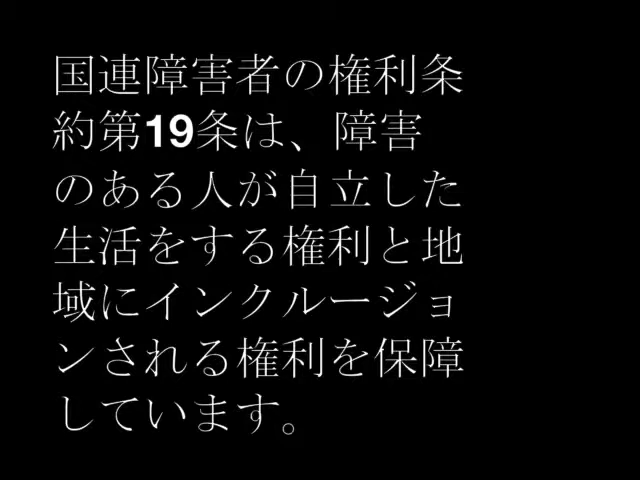 国連障害者の権利条
約第19条は、障害
のある人が自立した
生活をする権利と地
域にインクルージョ
ンされる権利を保障
しています。